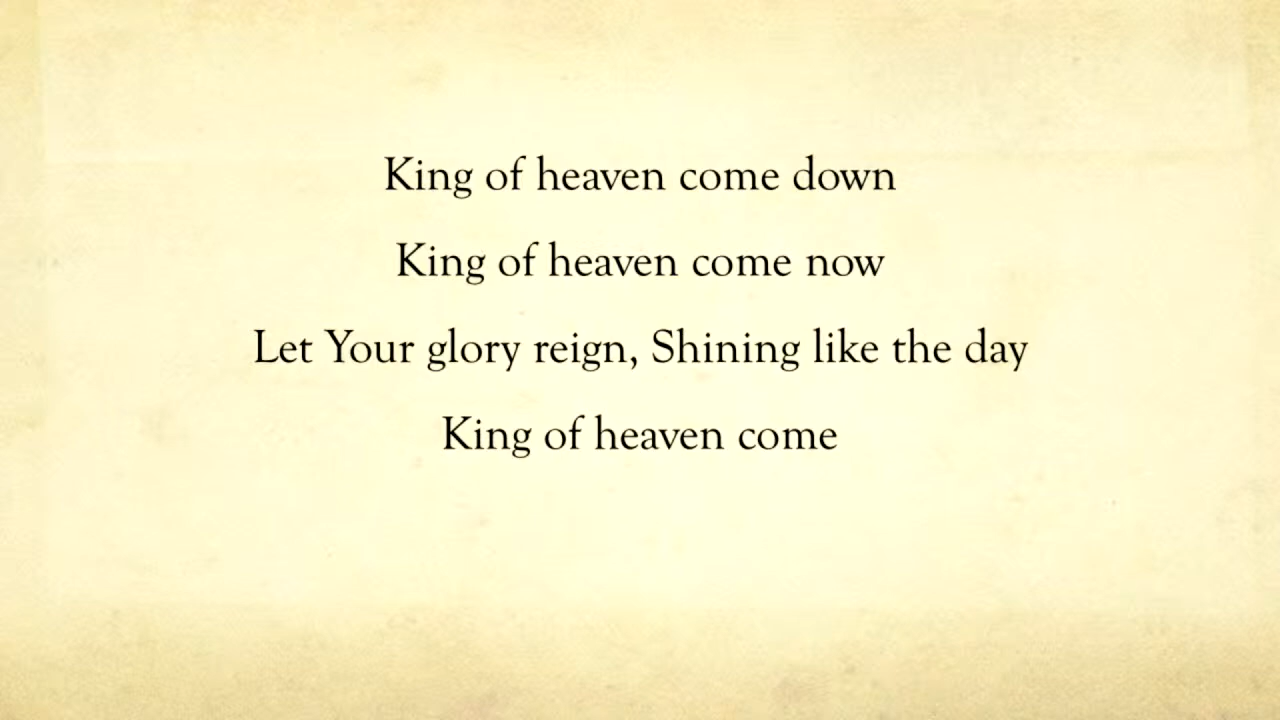 King of heaven come down
King of heaven come now
Let Your glory reign, Shining like the day
King of heaven come